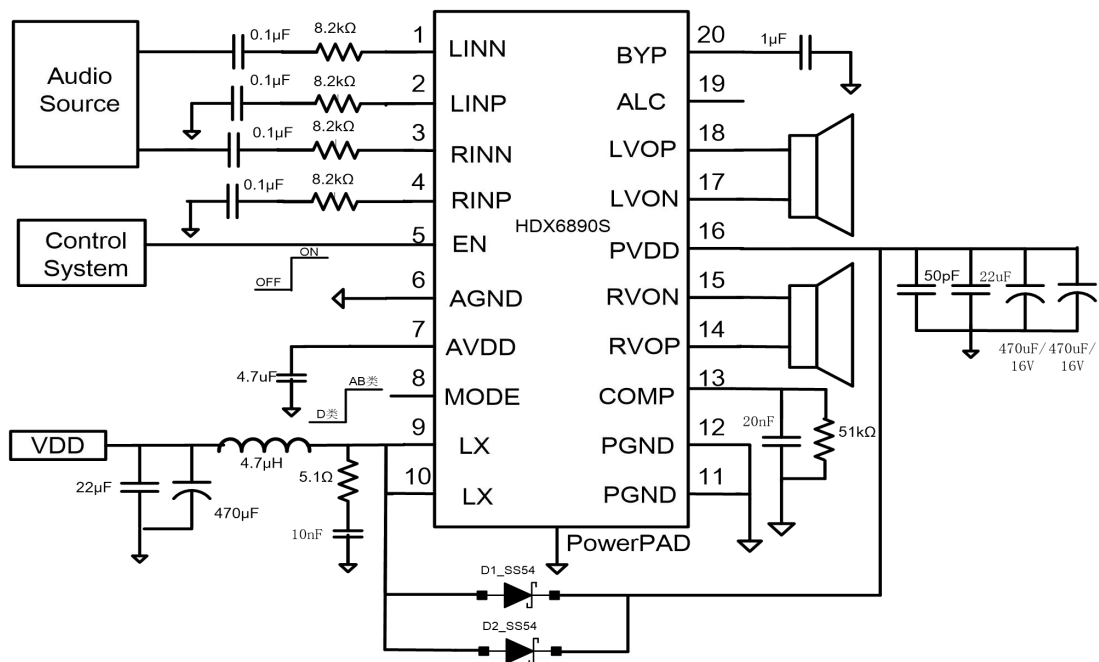 Audio
Source
0.1µF
8.2kΩ
1
LINN
0.1µF
8.2kΩ
2
LINP
0.1µF
8.2kΩ
3
RINN
0.1µF
8.2kΩ
4
RINP
Control
System
5
EN
ON
OFF
6
AGND
7
AVDD
4.7uF
8
MODE
AB类
D类
VDD
9
LX
4.7µH
10
LX
22µF
470µF
5.1Ω
10nF
HDX6890S
20
BYP
1µF
19
ALC
18
LVOP
17
LVON
16
PVDD
50pF
22uF
470uF/
16V
470uF/
16V
15
RVON
14
RVOP
13
COMP
20nF
51kΩ
12
PGND
11
PGND
PowerPAD
D1_SS54
D2_SS54